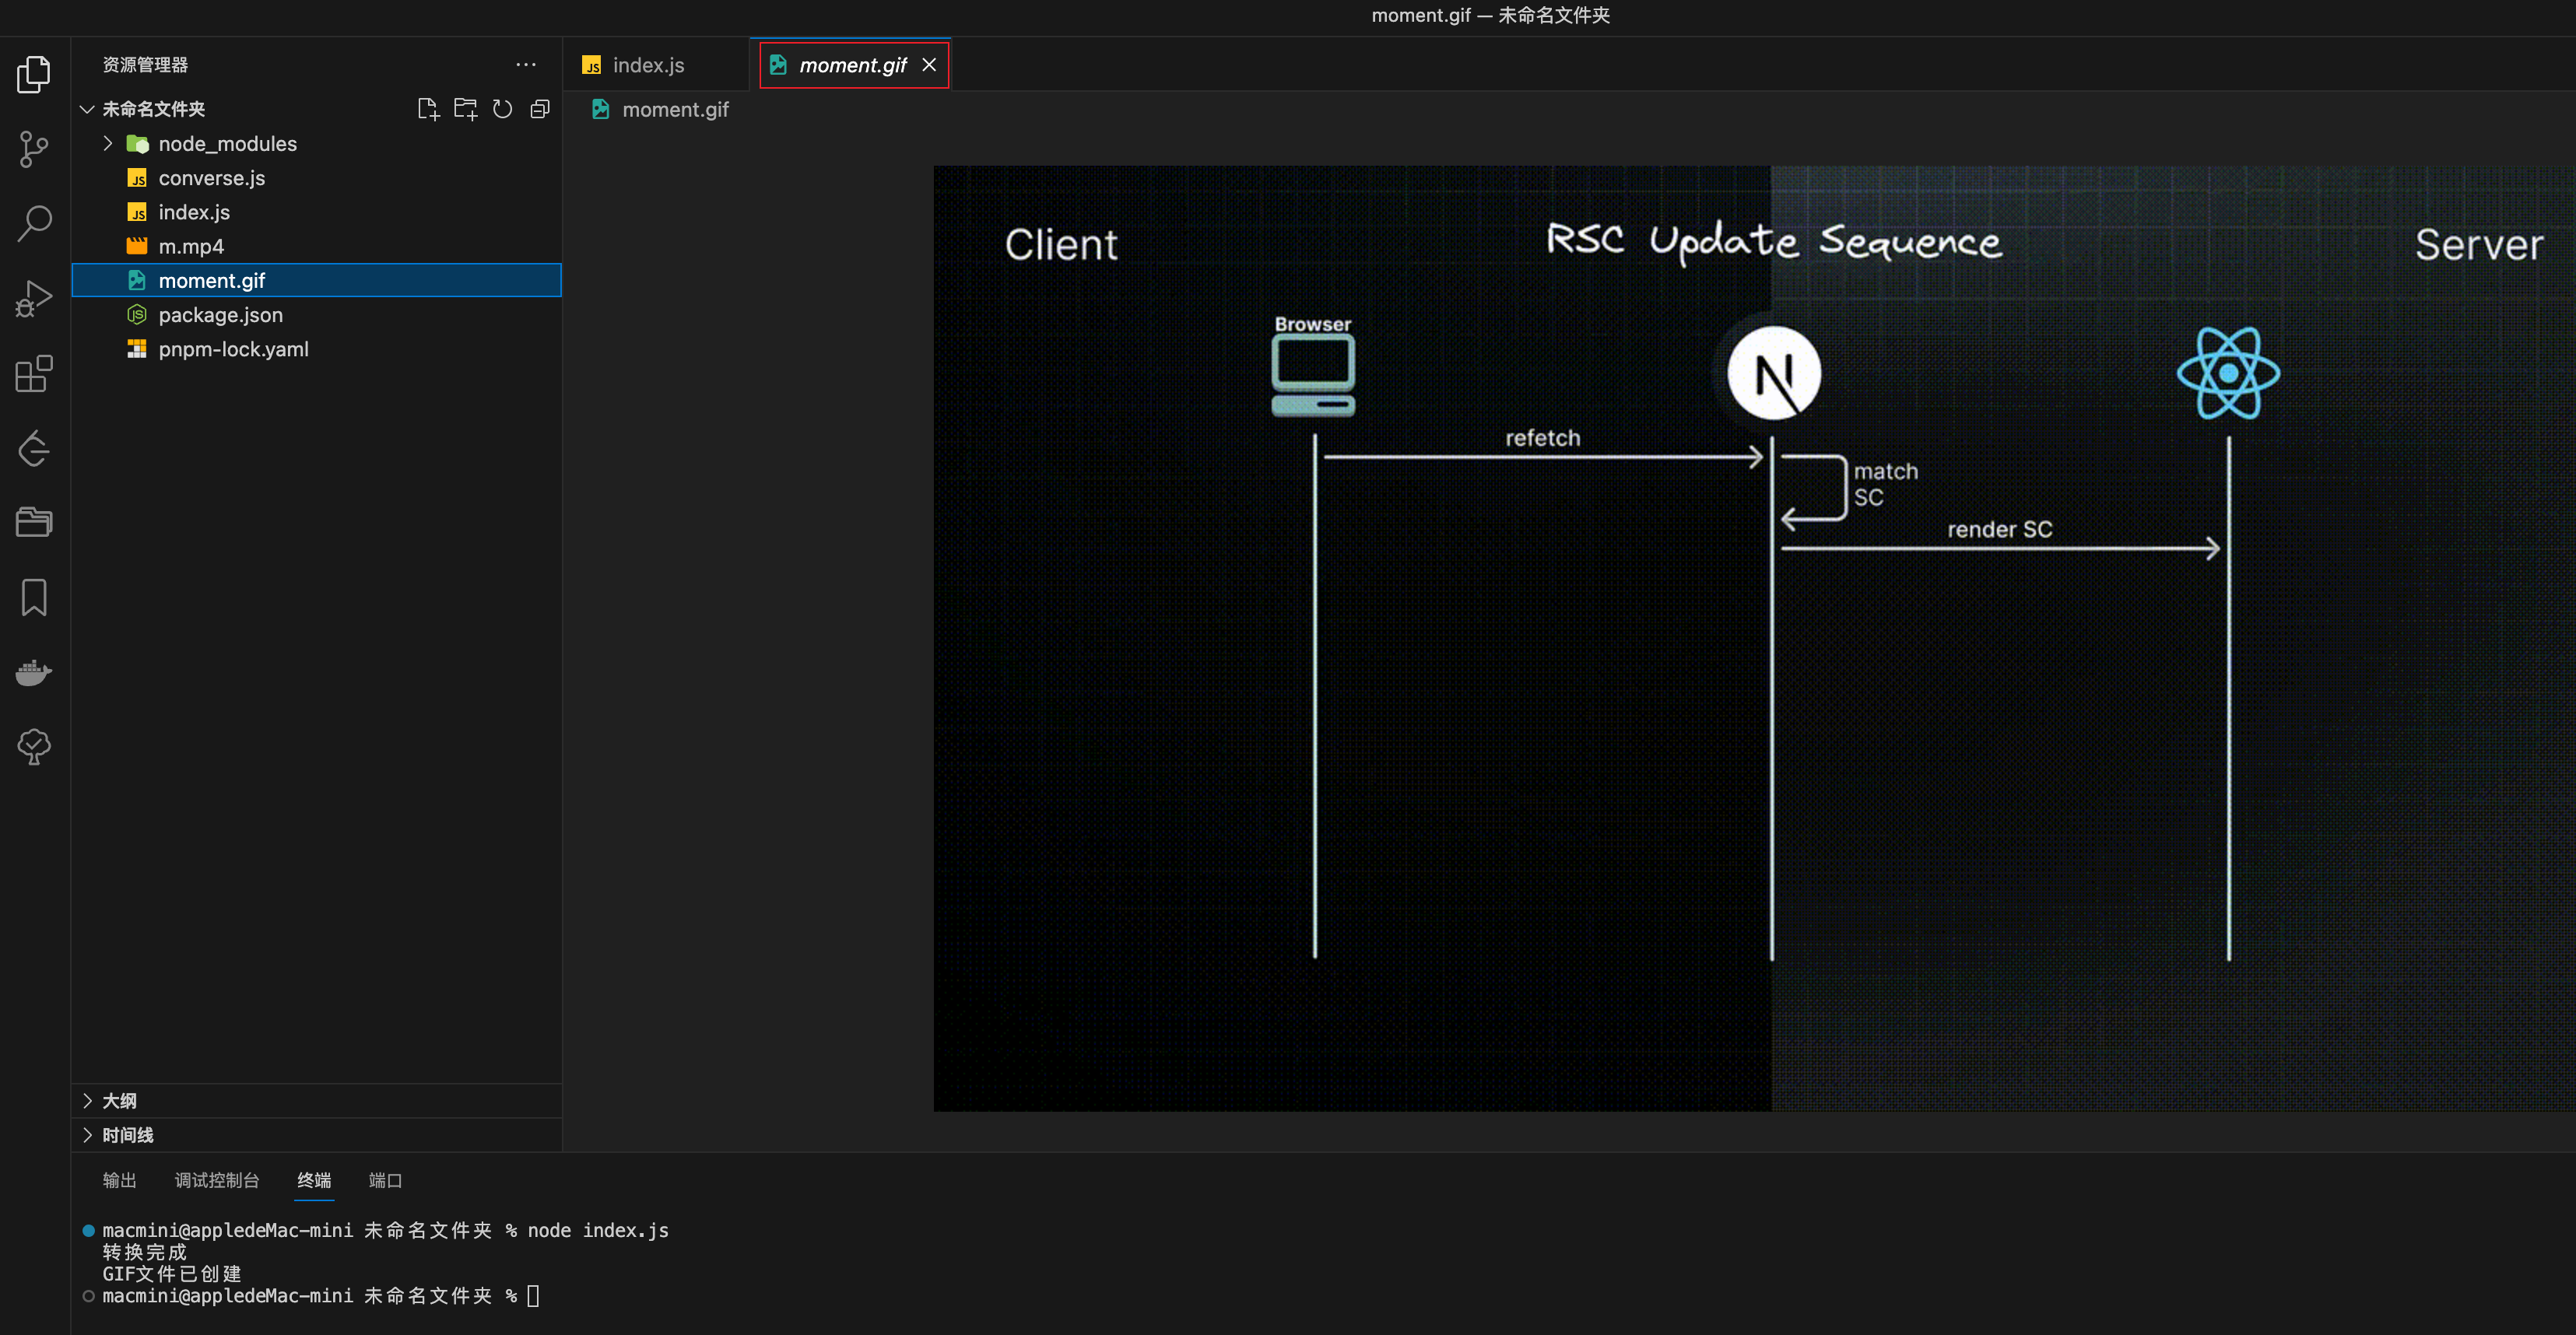 moment.gif — 未命名文件夹
资源管理器
未命名文件夹
node_modules
converse.js
index.js
m.mp4
moment.gif
package.json
pnpm-lock.yaml
大纲
时间线
index.js
moment.gif
moment.gif
Client
RSC Update Sequence
Server
Browser
refetch
match
SC
render SC
输出 调试控制台 终端 端口
macmini@appledeMac-mini 未命名文件夹 % node index.js
转换完成
GIF文件已创建
macmini@appledeMac-mini 未命名文件夹 %